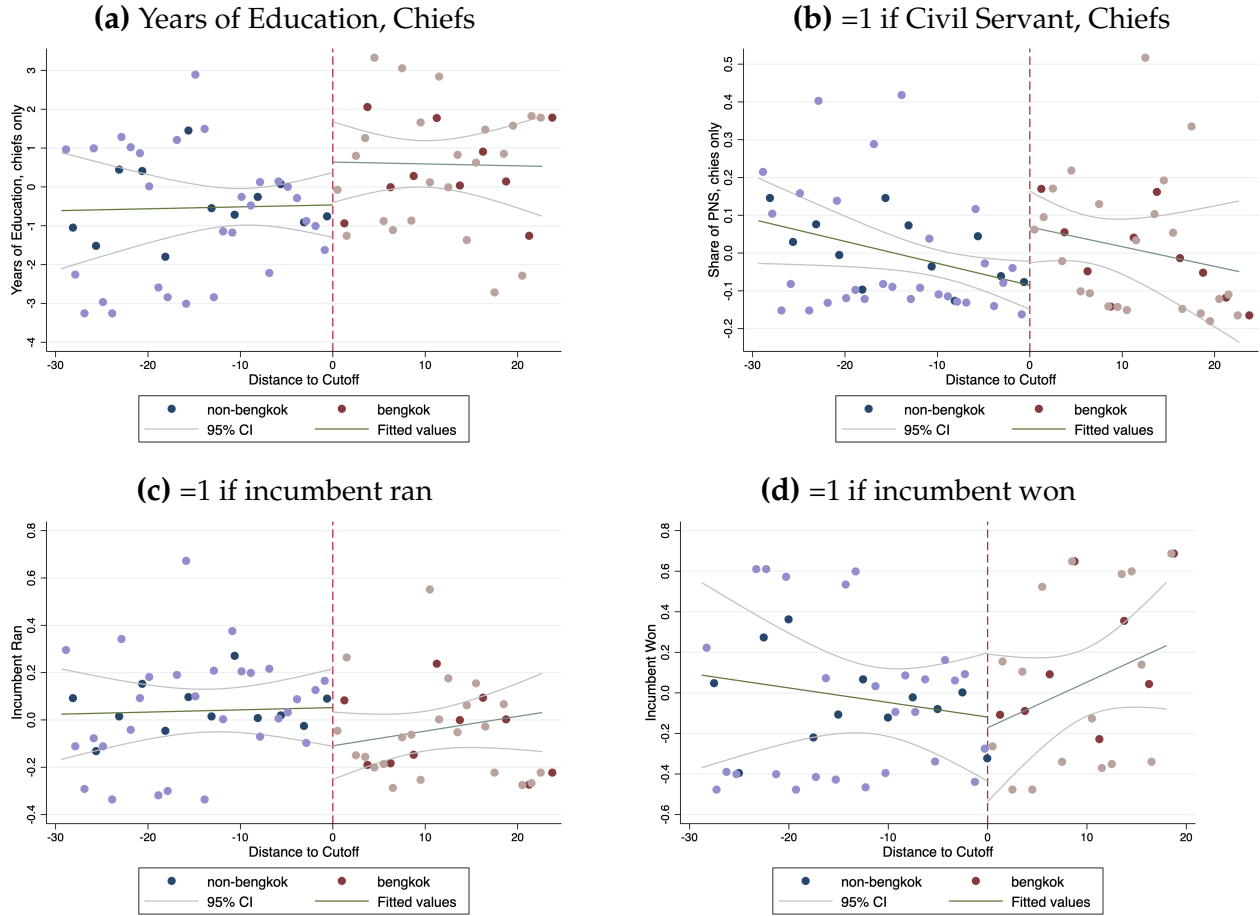 (a) Years of Education, Chiefs
Years of Education, chiefs only
3
2
1
0
-1
-2
-3
-4
-30 -20 -10 0 10 20
Distance to Cutoff
non-bengkok bengkok
95% CI Fitted values
(b) =1 if Civil Servant, Chiefs
Share of PNS, chies only
0.5
0.4
0.3
0.2
0.1
0.0
-0.1
-0.2
-30 -20 -10 0 10 20
Distance to Cutoff
non-bengkok bengkok
95% CI Fitted values
(c) =1 if incumbent ran
Incumbent Ran
0.8
0.6
0.4
0.2
0.0
-0.2
-0.4
-30 -20 -10 0 10 20
Distance to Cutoff
non-bengkok bengkok
95% CI Fitted values
(d) =1 if incumbent won
Incumbent Won
0.8
0.6
0.4
0.2
0.0
-0.2
-0.4
-0.6
-30 -20 -10 0 10 20
Distance to Cutoff
non-bengkok bengkok
95% CI Fitted values